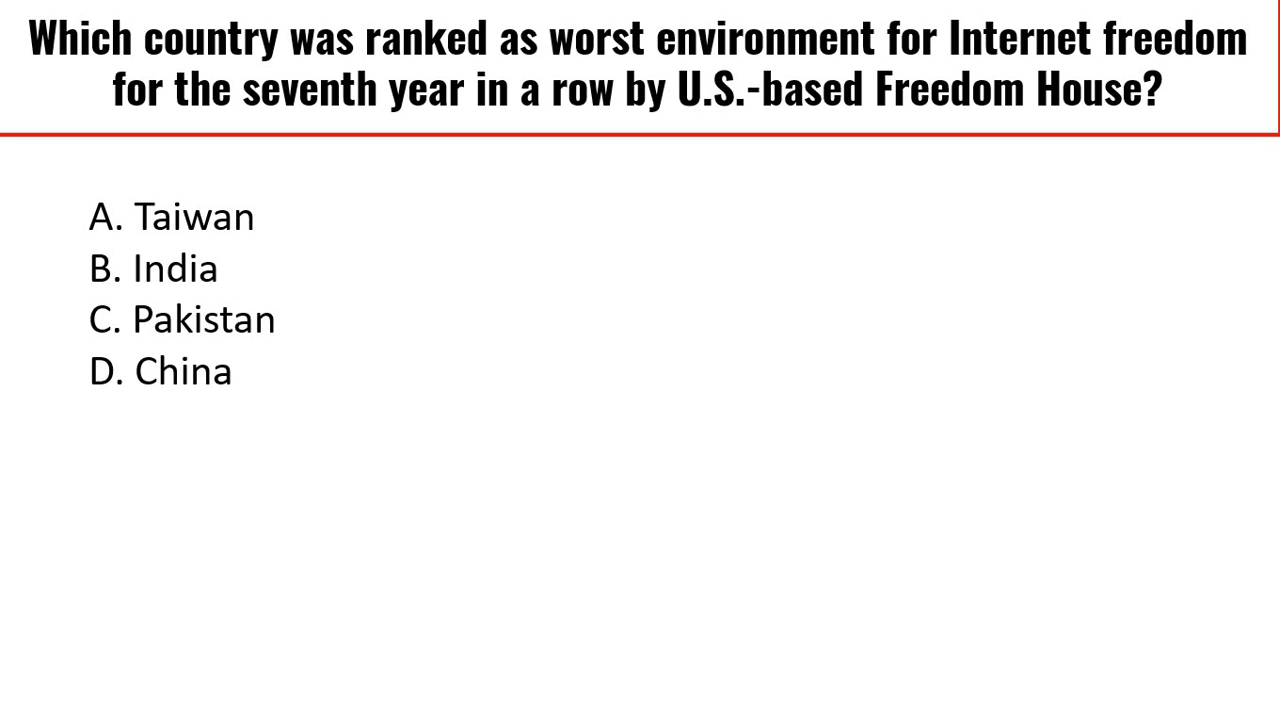 Which country was ranked as worst environment for Internet freedom
for the seventh year in a row by U.S.-based Freedom House?
A. Taiwan
B. India
C. Pakistan
D. China